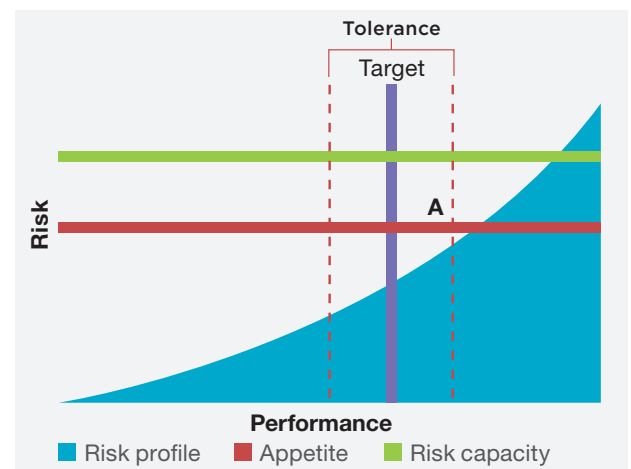 Tolerance
Target
A
Risk
Performance
Risk profile Appetite Risk capacity